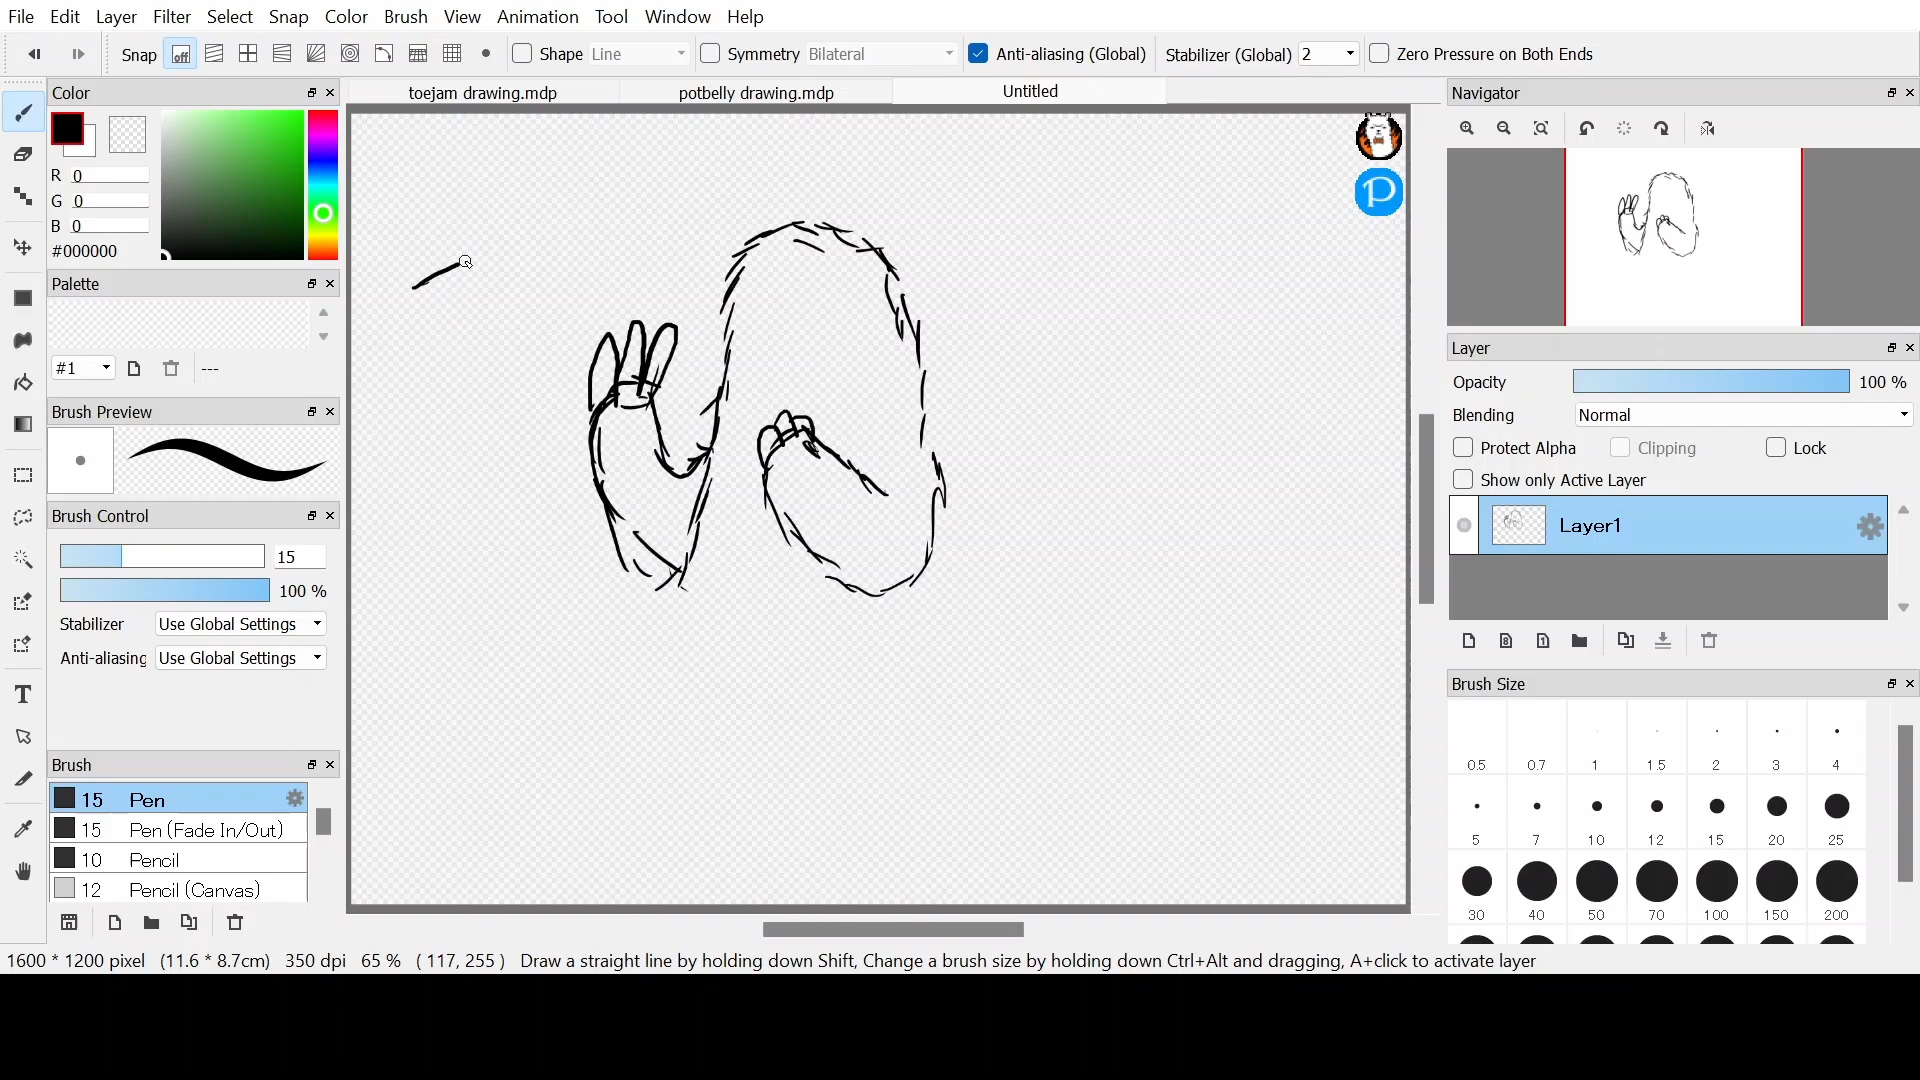 File Edit Layer Filter Select Snap Color Brush View Animation Tool Window Help
Snap off Shape Line Symmetry Bilateral Anti-aliasing (Global) Stabilizer (Global) 2 Zero Pressure on Both Ends
Color
toejam drawing.mdp potbelly drawing.mdp Untitled
Navigator
P
R 0
G 0
B 0
#000000
Palette
#1 ---
Brush Preview
Brush Control
15
100 %
Stabilizer Use Global Settings
Anti-aliasing Use Global Settings
Brush
15 Pen
15 Pen (Fade In/Out)
10 Pencil
12 Pencil (Canvas)
Layer
Opacity 100 %
Blending Normal
Protect Alpha Clipping Lock
Show only Active Layer
Layer1
8 1
Brush Size
0.5 0.7 1 1.5 2 3 4
5 7 10 12 15 20 25
30 40 50 70 100 150 200
T
1600 * 1200 pixel (11.6 * 8.7cm) 350 dpi 65 % ( 117, 255 ) Draw a straight line by holding down Shift, Change a brush size by holding down Ctrl+Alt and dragging, A+click to activate layer